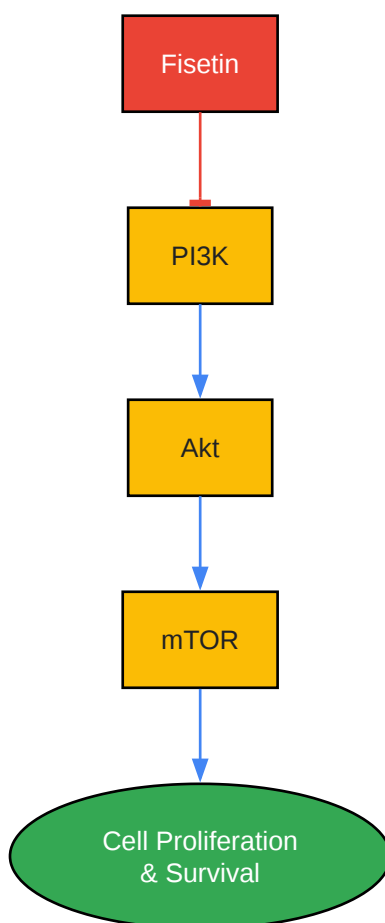 Fisetin
PI3K
Akt
mTOR
Cell Proliferation
& Survival